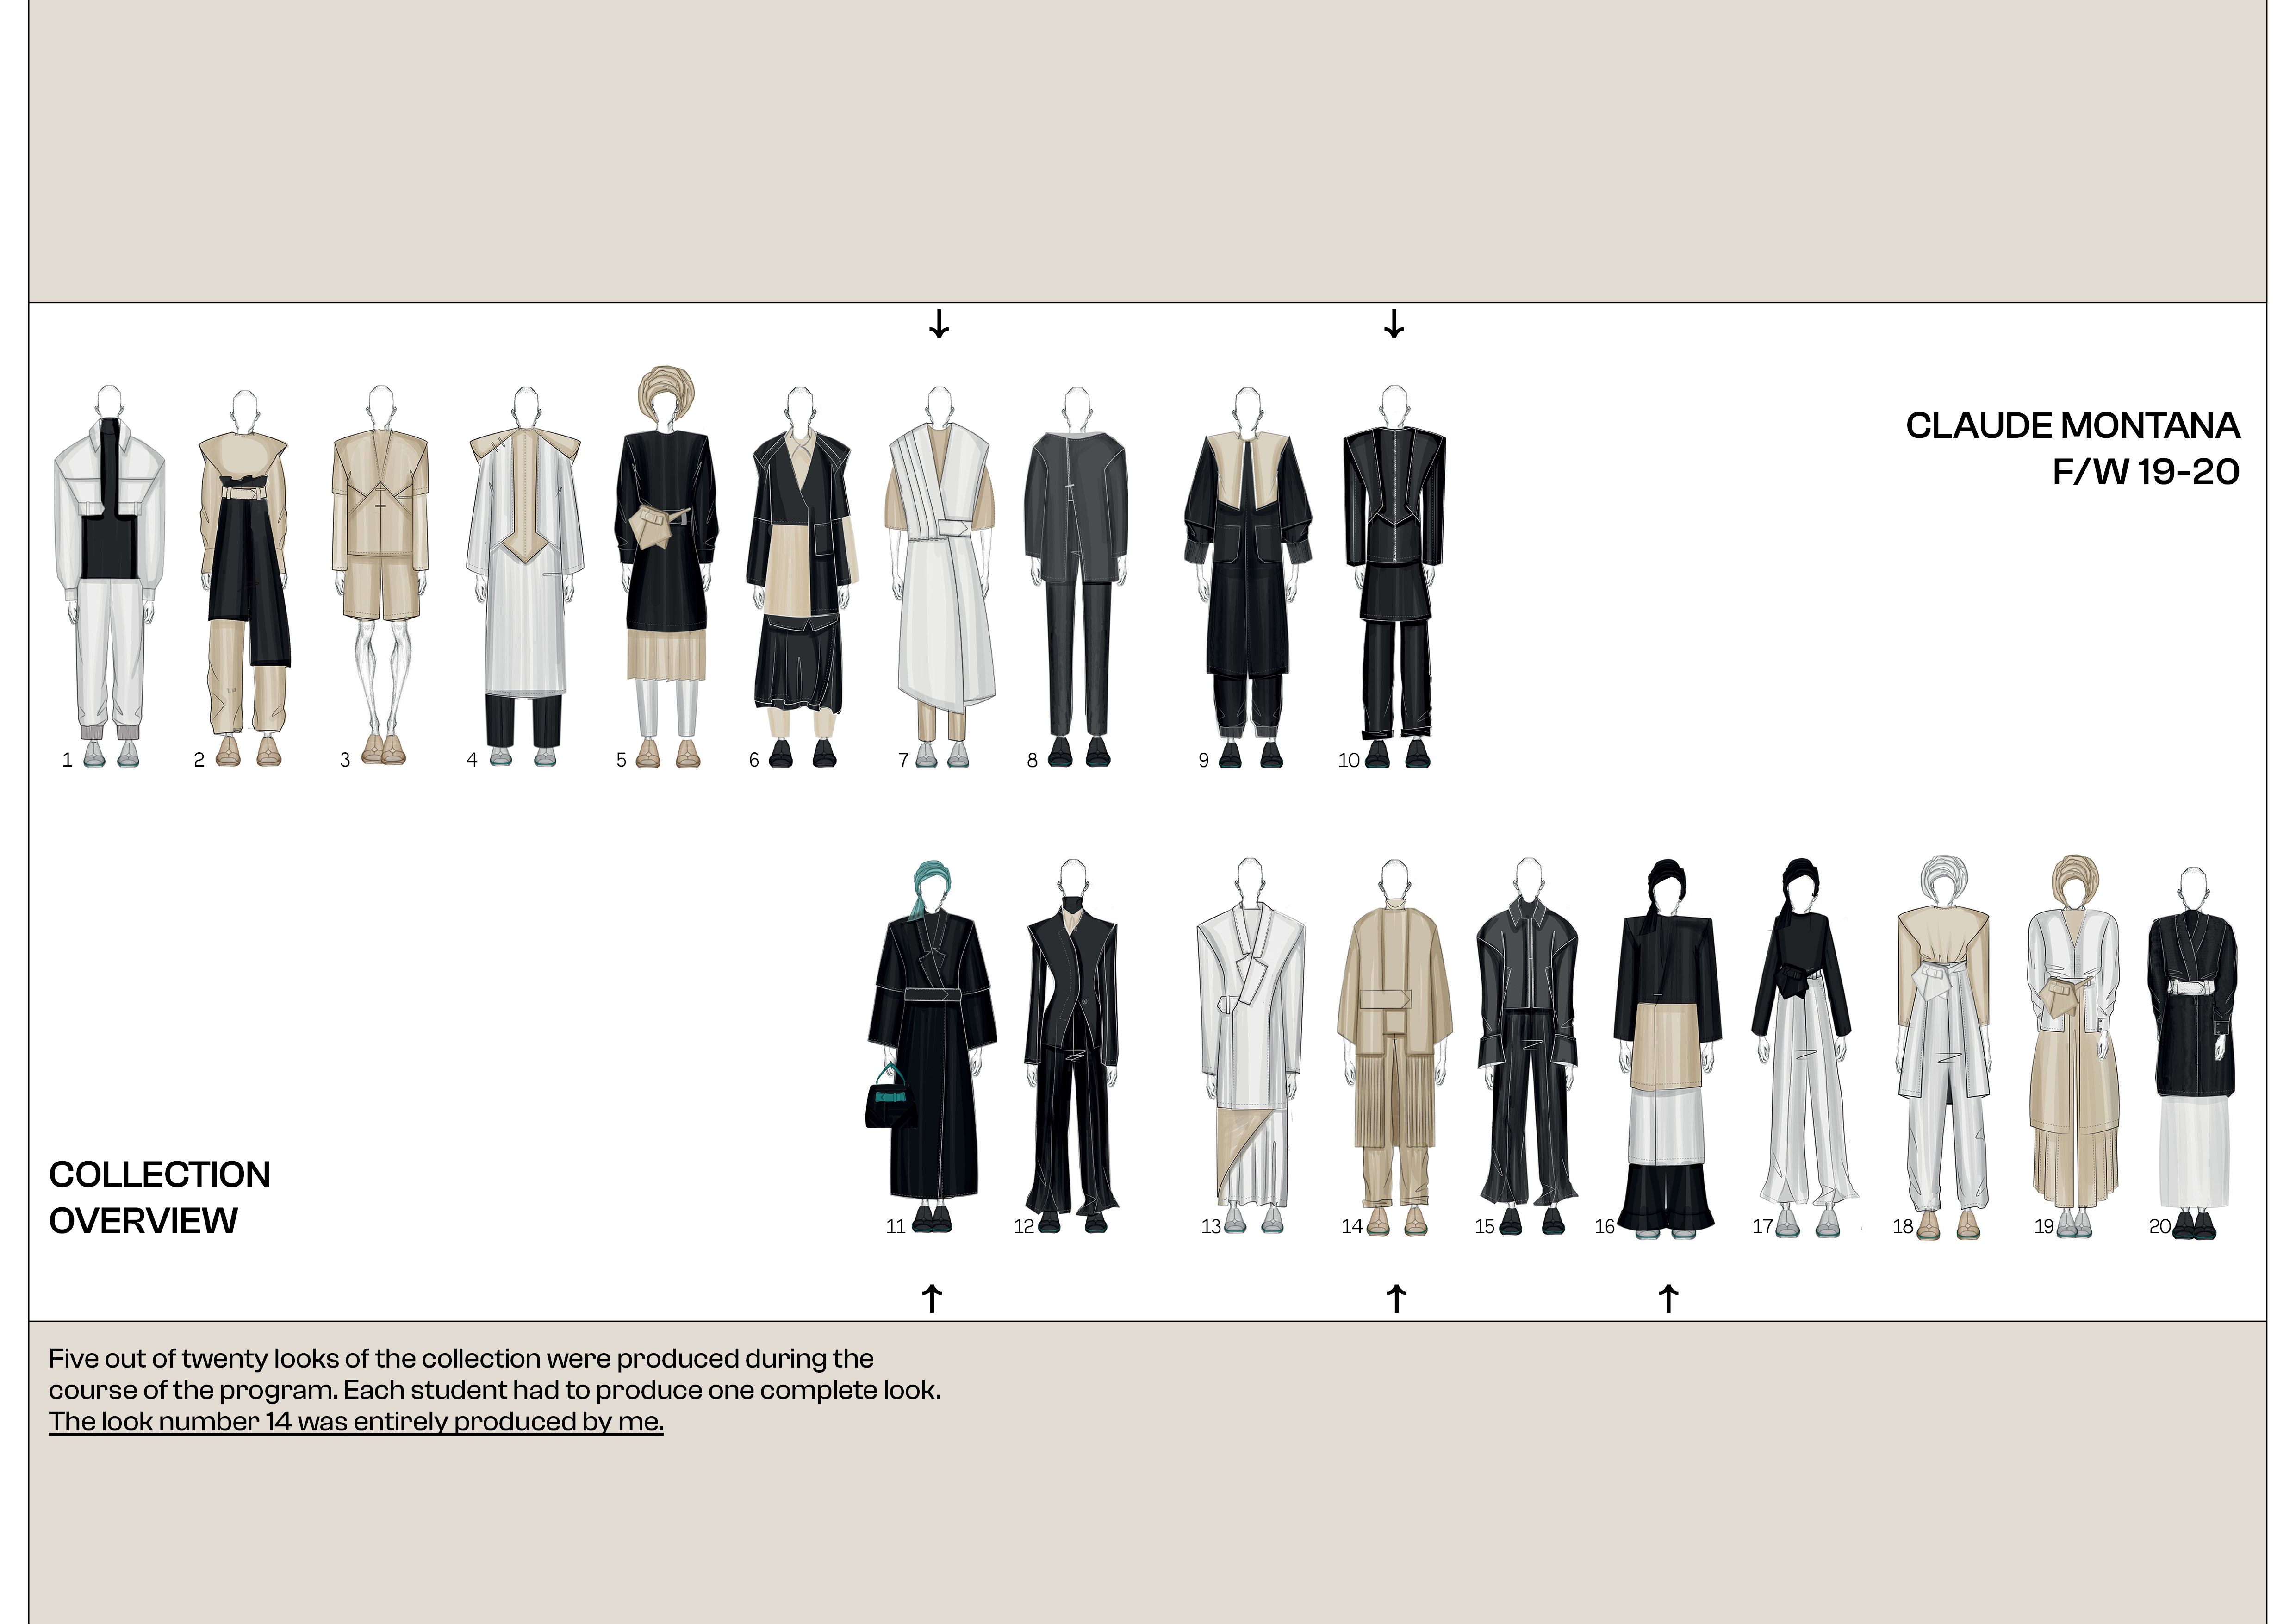 CLAUDE MONTANA
F/W 19-20
1 2 3 4 5 6 7 8 9 10
11 12 13 14 15 16 17 18 19 20
COLLECTION
OVERVIEW
Five out of twenty looks of the collection were produced during the
course of the program. Each student had to produce one complete look.
The look number 14 was entirely produced by me.